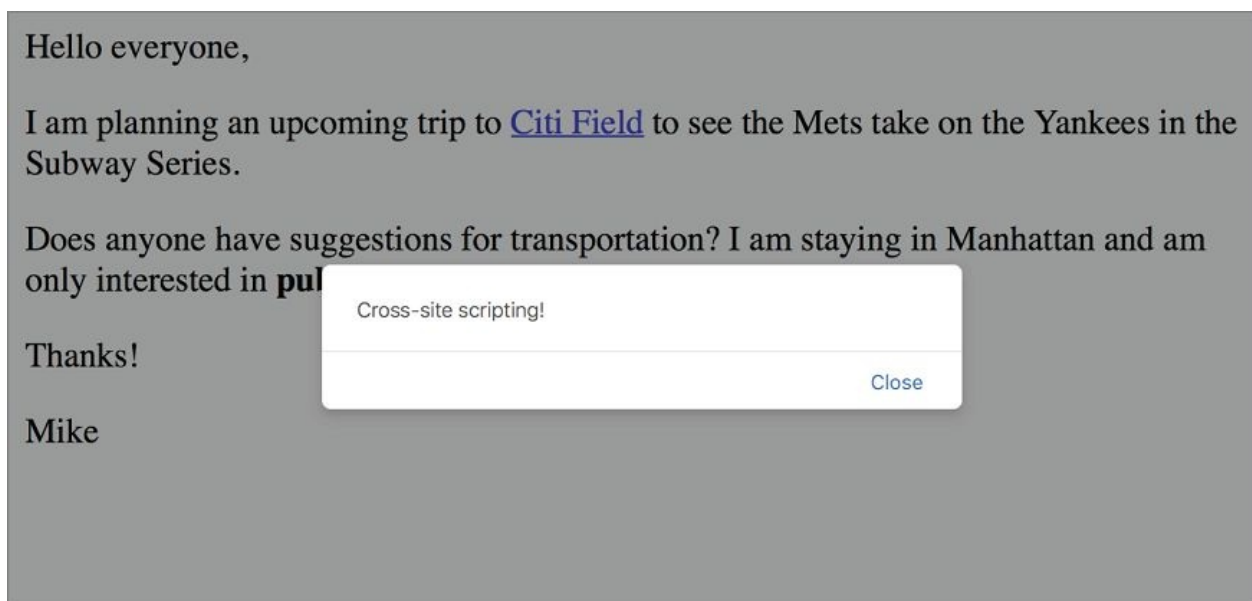 Hello everyone,
I am planning an upcoming trip to Citi Field to see the Mets take on the Yankees in the
Subway Series.
Does anyone have suggestions for transportation? I am staying in Manhattan and am
only interested in
Cross-site scripting!
Thanks!
Close
Mike